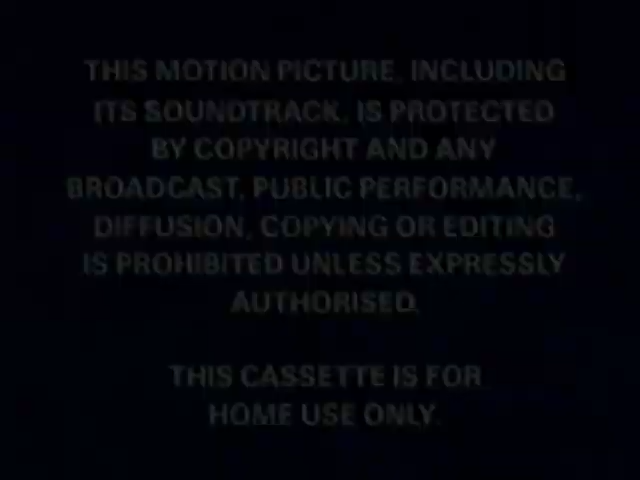 THIS MOTION PICTURE, INCLUDING
ITS SOUNDTRACK, IS PROTECTED
BY COPYRIGHT AND ANY
BROADCAST, PUBLIC PERFORMANCE,
DIFFUSION, COPYING OR EDITING
IS PROHIBITED UNLESS EXPRESSLY
AUTHORISED.
THIS CASSETTE IS FOR
HOME USE ONLY.